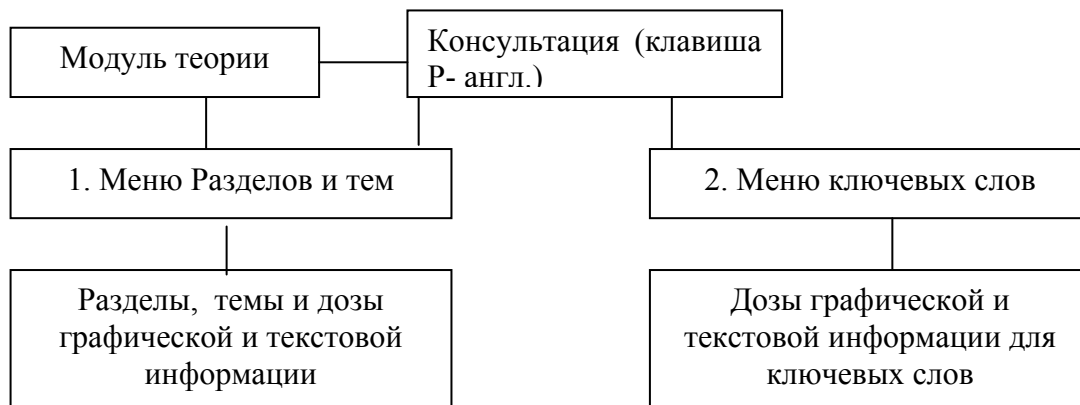 Модуль теории
Консультация (клавиша
Р- англ.)
1. Меню Разделов и тем
2. Меню ключевых слов
Разделы, темы и дозы
графической и текстовой
информации
Дозы графической и
текстовой информации для
ключевых слов